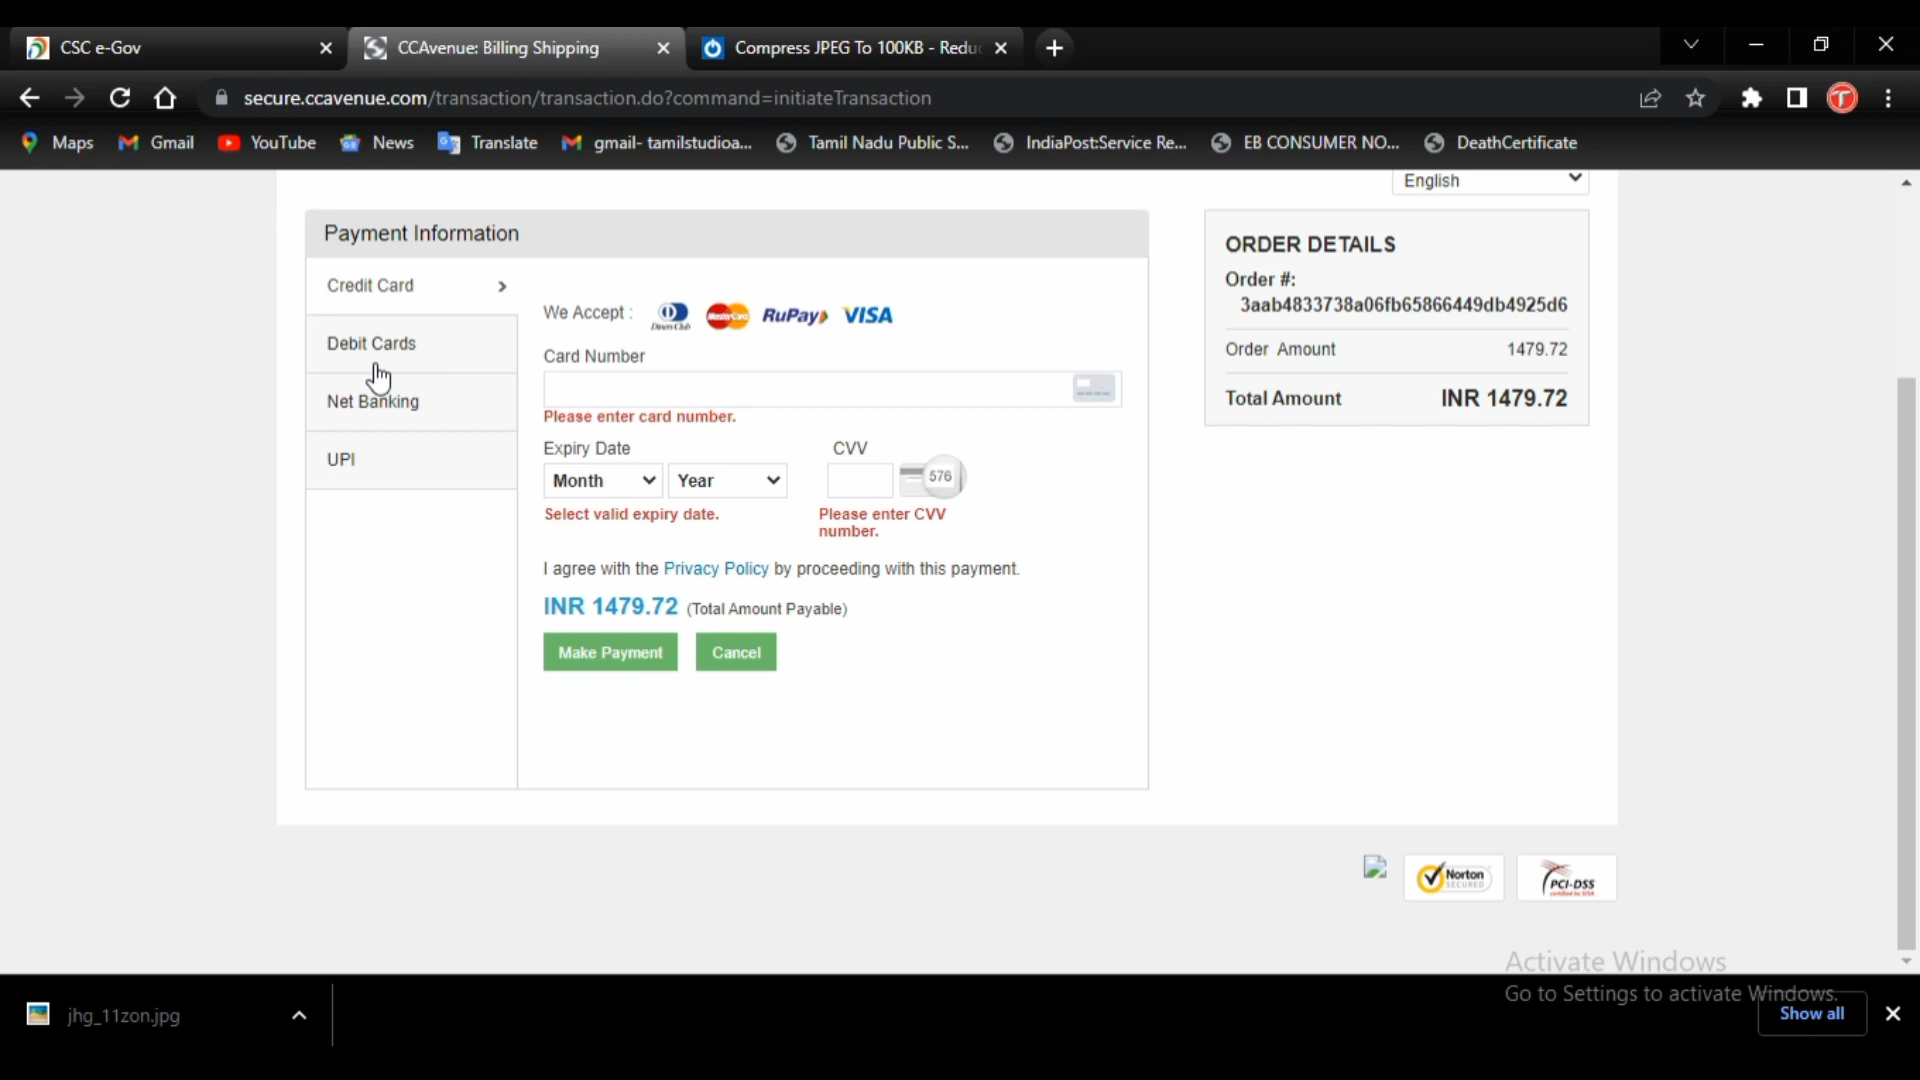 CSC e-Gov
CCAvenue: Billing Shipping
Compress JPEG To 100KB - Redu
secure.ccavenue.com/transaction/transaction.do?command=initiateTransaction
Maps
Gmail
YouTube
News
Translate
gmail- tamilstudioa...
Tamil Nadu Public S...
IndiaPost:Service Re...
EB CONSUMER NO...
DeathCertificate
English
Payment Information
Credit Card
Debit Cards
Net Banking
UPI
We Accept :
Diners Club
MasterCard
RuPay
VISA
Card Number
Please enter card number.
Expiry Date
CVV
Month
Year
576
Select valid expiry date.
Please enter CVV
number.
I agree with the Privacy Policy by proceeding with this payment.
INR 1479.72 (Total Amount Payable)
Make Payment
Cancel
ORDER DETAILS
Order #:
3aab4833738a06fb65866449db4925d6
Order Amount 1479.72
Total Amount INR 1479.72
Norton
SECURED
PCI-DSS
Activate Windows
Go to Settings to activate Windows.
jhg_11zon.jpg
Show all